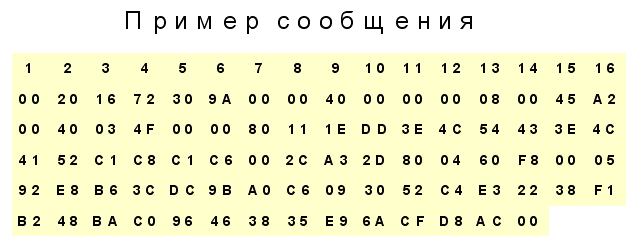 Пример сообщения
1 2 3 4 5 6 7 8 9 10 11 12 13 14 15 16
00 20 16 72 30 9A 00 00 40 00 00 00 08 00 45 A2
00 40 03 4F 00 00 80 11 1E DD 3E 4C 54 43 3E 4C
41 52 C1 C8 C1 C6 00 2C A3 2D 80 04 60 F8 00 05
92 E8 B6 3C DC 9B A0 C6 09 30 52 C4 E3 22 38 F1
B2 48 BA C0 96 46 38 35 E9 6A CF D8 AC 00